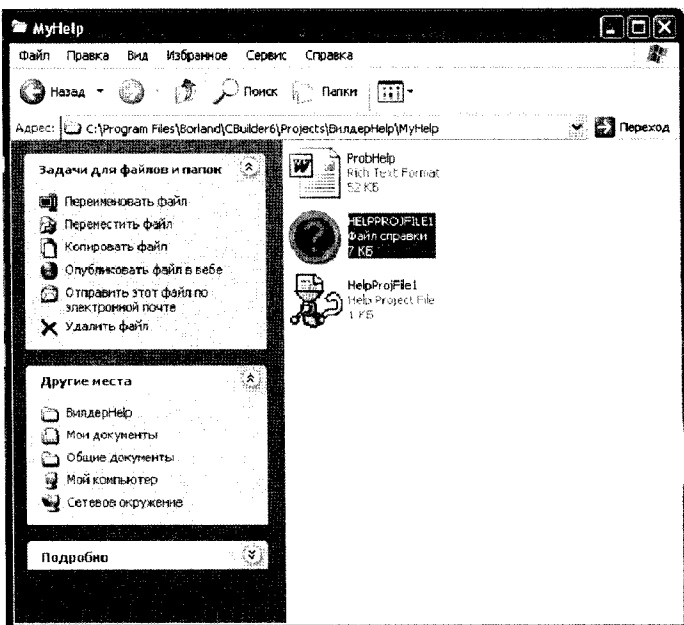 MyHelp
Файл Правка Вид Избранное Сервис Справка
Назад Поиск Папки
Адрес: C:\Program Files\Borland\CBuilder6\Projects\ВилдерHelp\MyHelp Переход
Задачи для файлов и папок
Переименовать файл
Переместить файл
Копировать файл
Опубликовать файл в вебе
Отправить этот файл по
электронной почте
Удалить файл
Другие места
ВилдерHelp
Мои документы
Общие документы
Мой компьютер
Сетевое окружение
Подробно
ProbHelp
Rich Text Format
52 КБ
HELPPROJFILE1
Файл справки
7 КБ
HelpProjFile1
Help Project File
1 КБ